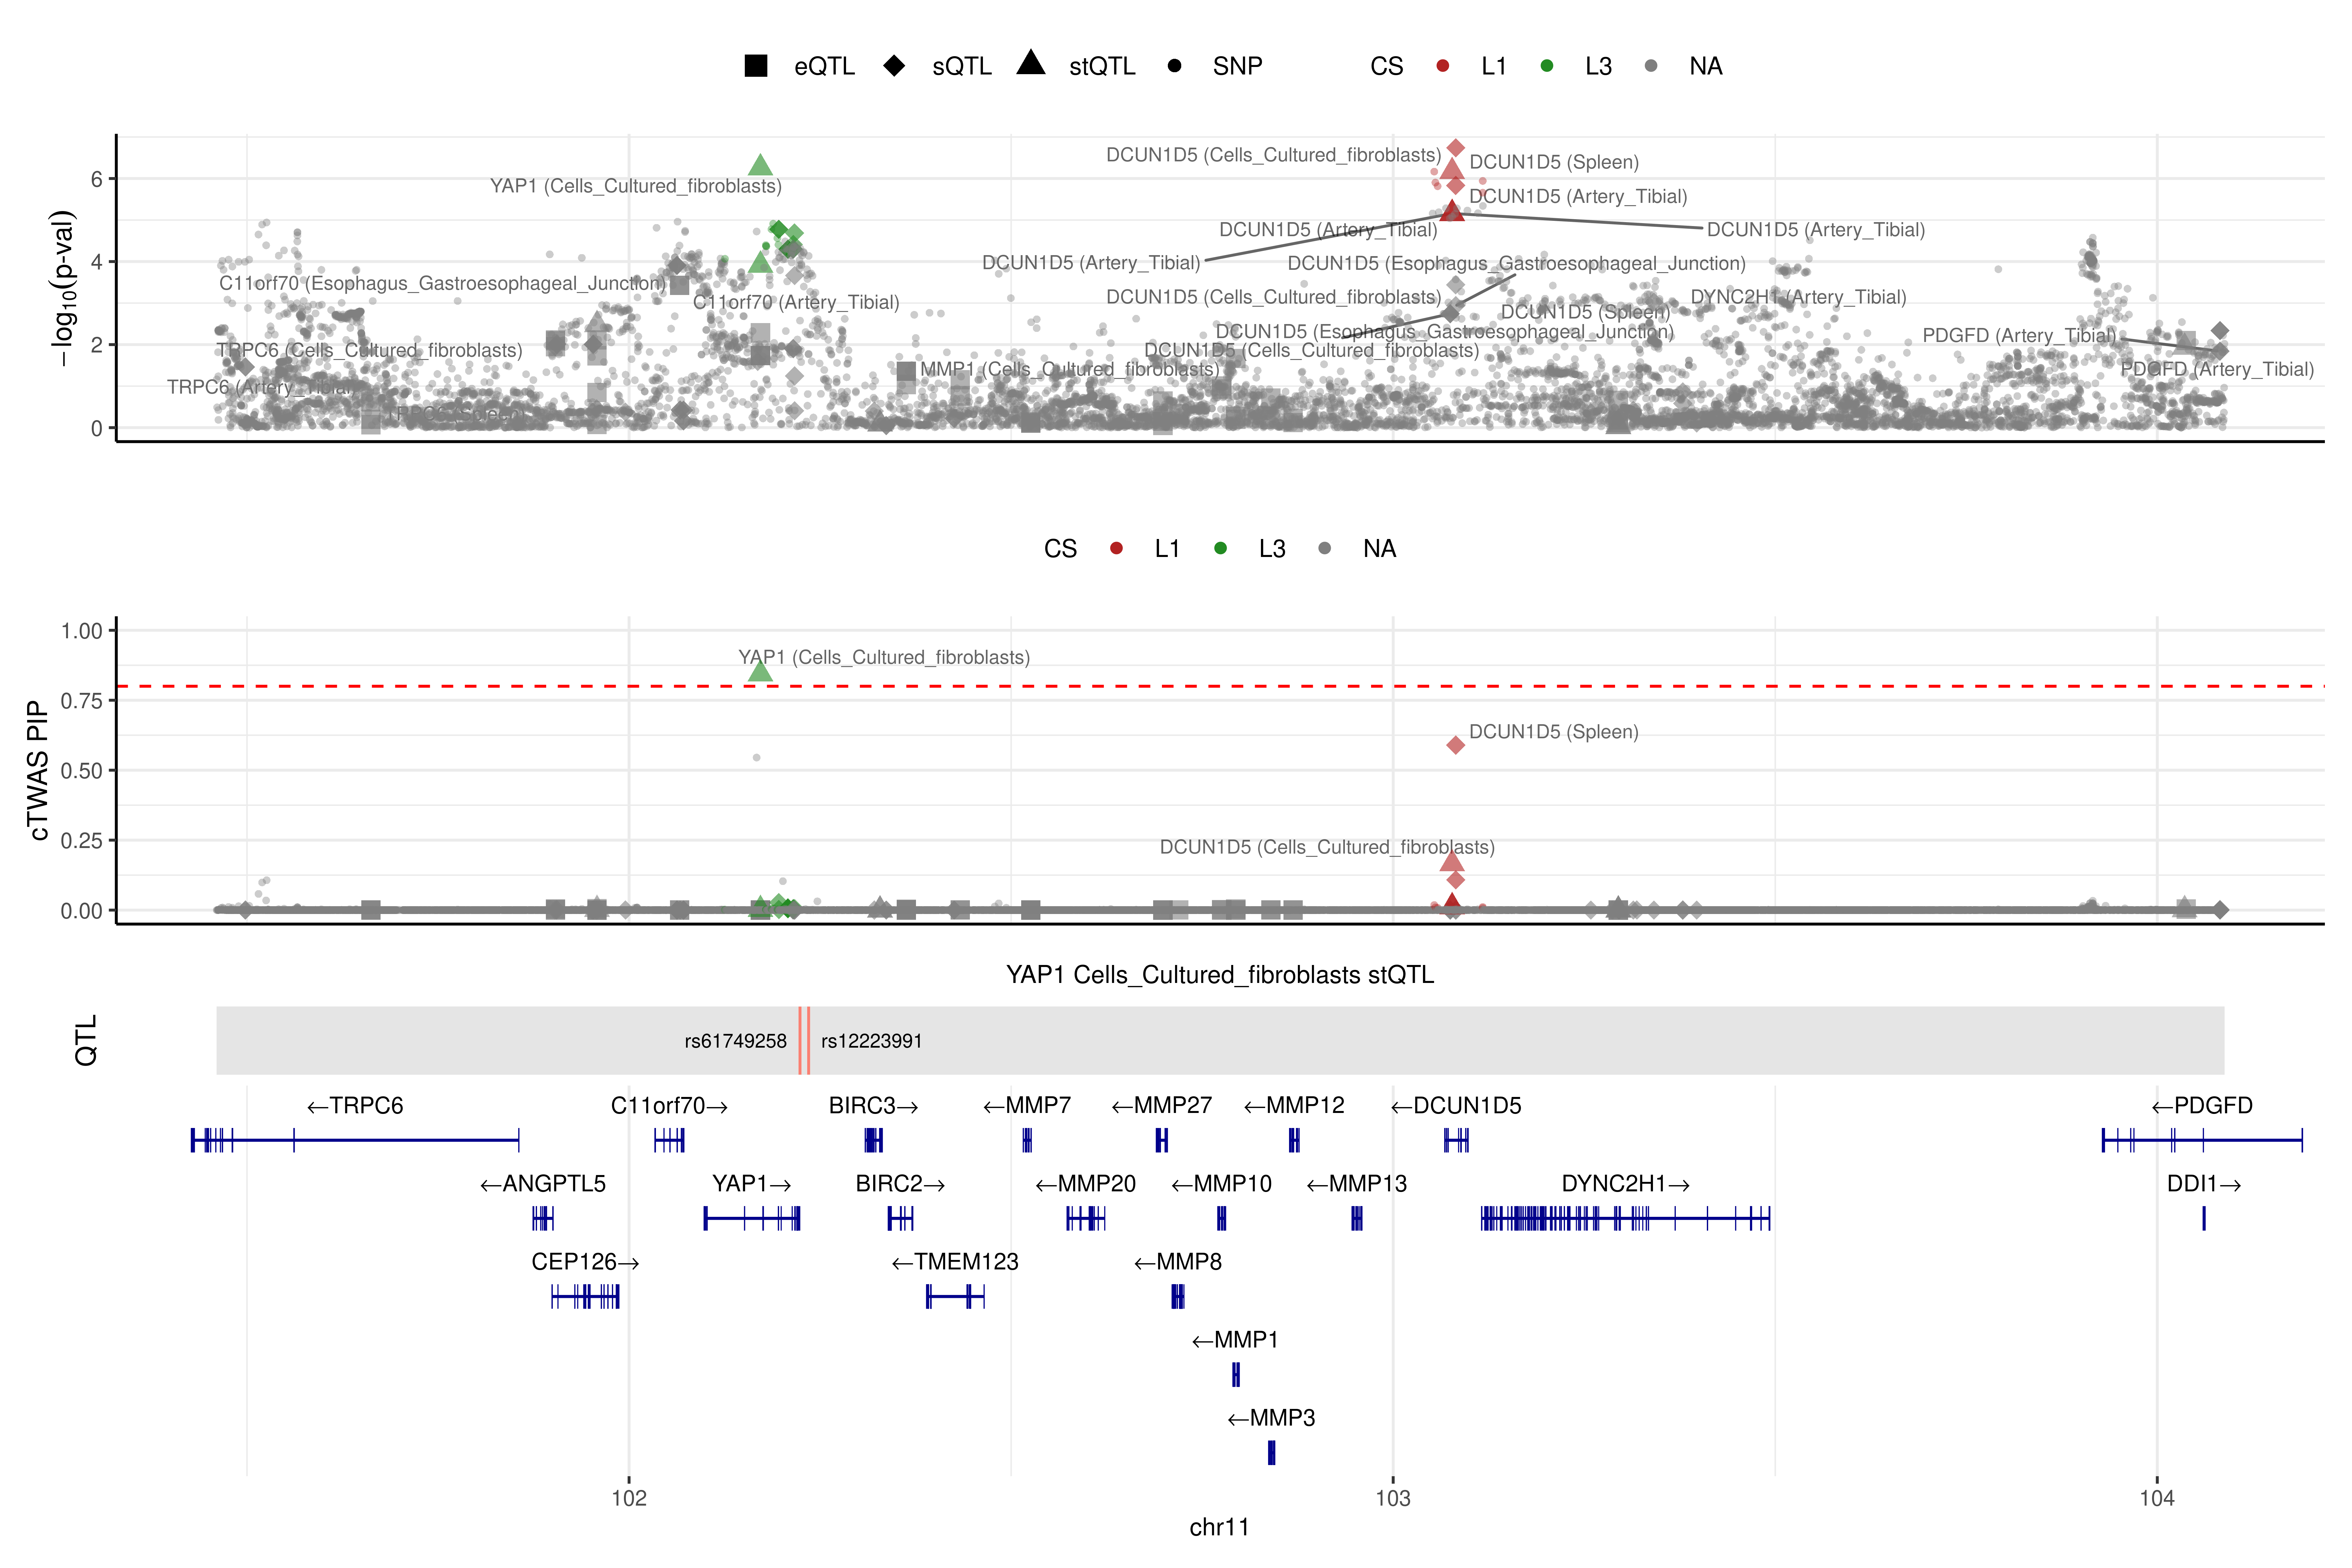 eQTL sQTL stQTL SNP CS L1 L3 NA
−log10(p-val)
6
4
2
0
DCUN1D5 (Cells_Cultured_fibroblasts)
DCUN1D5 (Spleen)
YAP1 (Cells_Cultured_fibroblasts)
DCUN1D5 (Artery_Tibial)
DCUN1D5 (Artery_Tibial)
DCUN1D5 (Artery_Tibial)
DCUN1D5 (Artery_Tibial)
DCUN1D5 (Esophagus_Gastroesophageal_Junction)
C11orf70 (Esophagus_Gastroesophageal_Junction)
C11orf70 (Artery_Tibial)
DCUN1D5 (Cells_Cultured_fibroblasts)
DYNC2H1 (Artery_Tibial)
DCUN1D5 (Spleen)
DCUN1D5 (Esophagus_Gastroesophageal_Junction)
PDGFD (Artery_Tibial)
TRPC6 (Cells_Cultured_fibroblasts)
DCUN1D5 (Cells_Cultured_fibroblasts)
MMP1 (Cells_Cultured_fibroblasts)
PDGFD (Artery_Tibial)
TRPC6 (Artery_Tibial)
TRPC6 (Spleen)
CS L1 L3 NA
cTWAS PIP
1.00
0.75
0.50
0.25
0.00
YAP1 (Cells_Cultured_fibroblasts)
DCUN1D5 (Spleen)
DCUN1D5 (Cells_Cultured_fibroblasts)
YAP1 Cells_Cultured_fibroblasts stQTL
QTL
rs61749258 rs12223991
←TRPC6 C11orf70→ BIRC3→ ←MMP7 ←MMP27 ←MMP12 ←DCUN1D5 ←PDGFD
←ANGPTL5 YAP1→ BIRC2→ ←MMP20 ←MMP10 ←MMP13 DYNC2H1→ DDI1→
CEP126→ ←TMEM123 ←MMP8
←MMP1
←MMP3
102 103 104
chr11